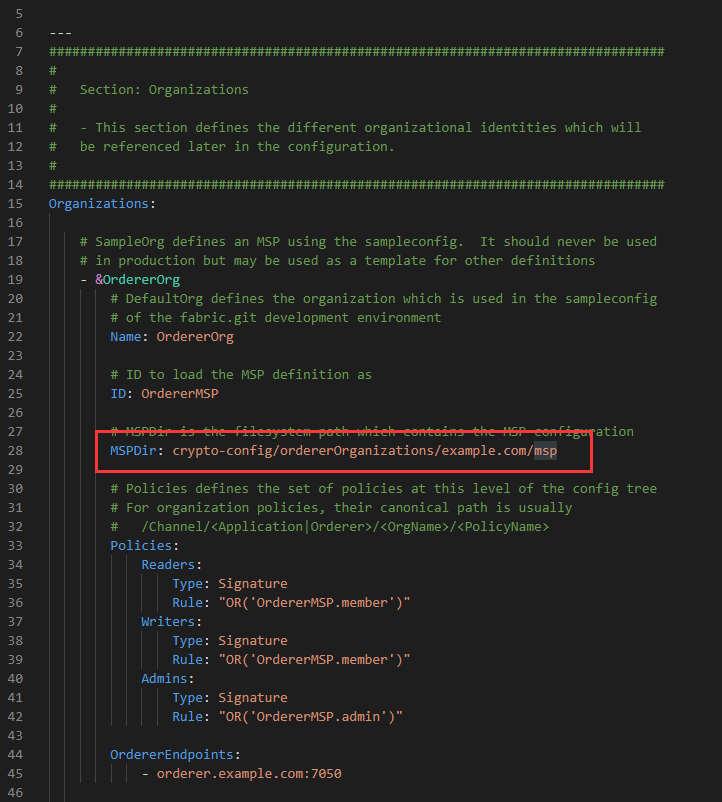 5
6 ---
7 ################################################################################
8 #
9 #   Section: Organizations
10 #
11 #   - This section defines the different organizational identities which will
12 #   be referenced later in the configuration.
13 #
14 ################################################################################
15 Organizations:
16
17     # SampleOrg defines an MSP using the sampleconfig.  It should never be used
18     # in production but may be used as a template for other definitions
19     - &OrdererOrg
20         # DefaultOrg defines the organization which is used in the sampleconfig
21         # of the fabric.git development environment
22         Name: OrdererOrg
23
24         # ID to load the MSP definition as
25         ID: OrdererMSP
26
27         # MSPDir is the filesystem path which contains the MSP configuration
28         MSPDir: crypto-config/ordererOrganizations/example.com/msp
29
30         # Policies defines the set of policies at this level of the config tree
31         # For organization policies, their canonical path is usually
32         #   /Channel/<Application|Orderer>/<OrgName>/<PolicyName>
33         Policies:
34             Readers:
35                 Type: Signature
36                 Rule: "OR('OrdererMSP.member')"
37             Writers:
38                 Type: Signature
39                 Rule: "OR('OrdererMSP.member')"
40             Admins:
41                 Type: Signature
42                 Rule: "OR('OrdererMSP.admin')"
43
44         OrdererEndpoints:
45             - orderer.example.com:7050
46